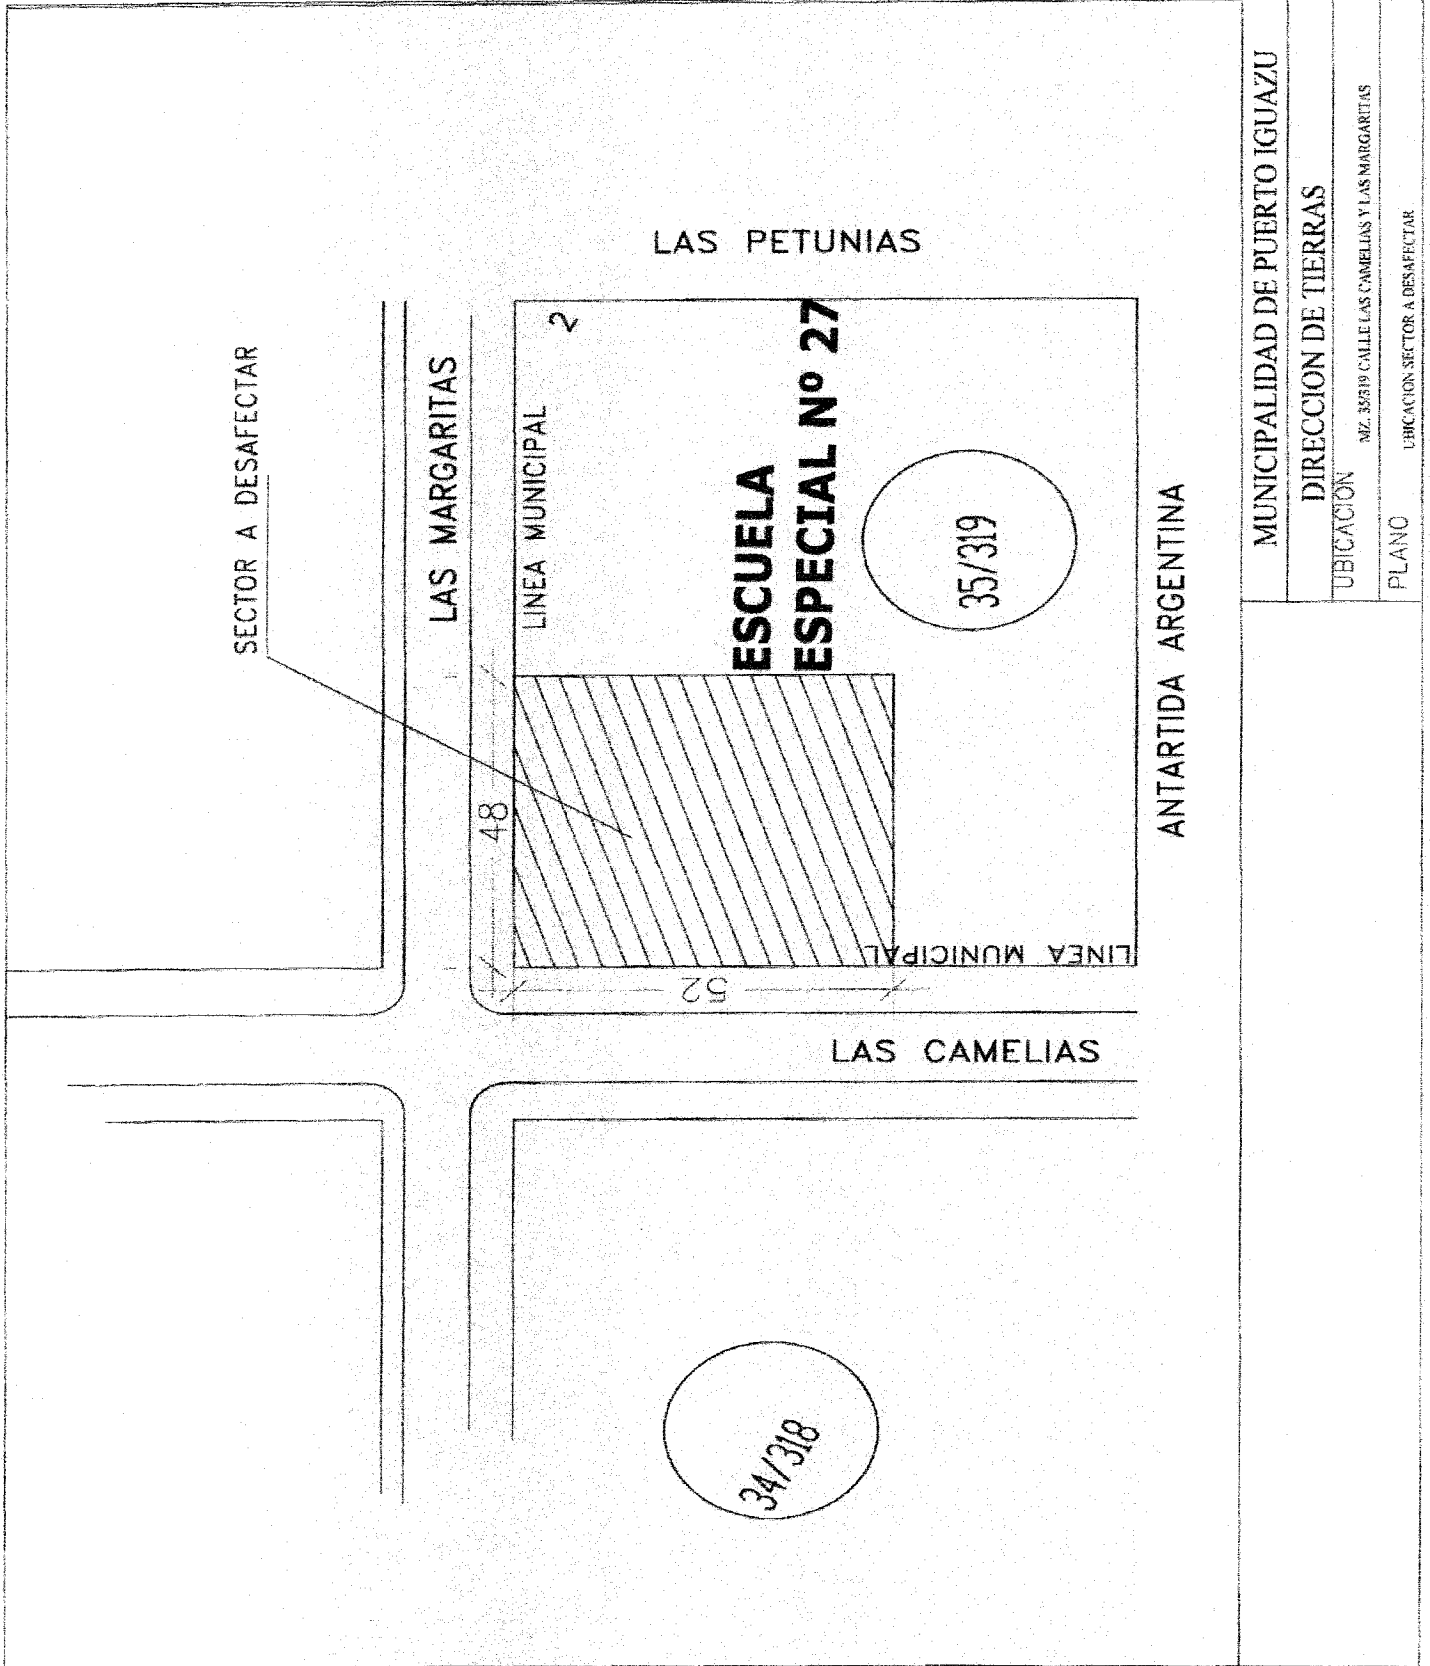 SECTOR A DESAFECTAR
LAS MARGARITAS
LINEA MUNICIPAL
2
LAS PETUNIAS
48
52
ESCUELA
ESPECIAL Nº 27
35/319
LINEA MUNICIPAL
LAS CAMELIAS
ANTARTIDA ARGENTINA
34/318
MUNICIPALIDAD DE PUERTO IGUAZU
DIRECCION DE TIERRAS
UBICACION
MZ. 35/319 CALLE LAS CAMELIAS Y LAS MARGARITAS
PLANO
UBICACION SECTOR A DESAFECTAR